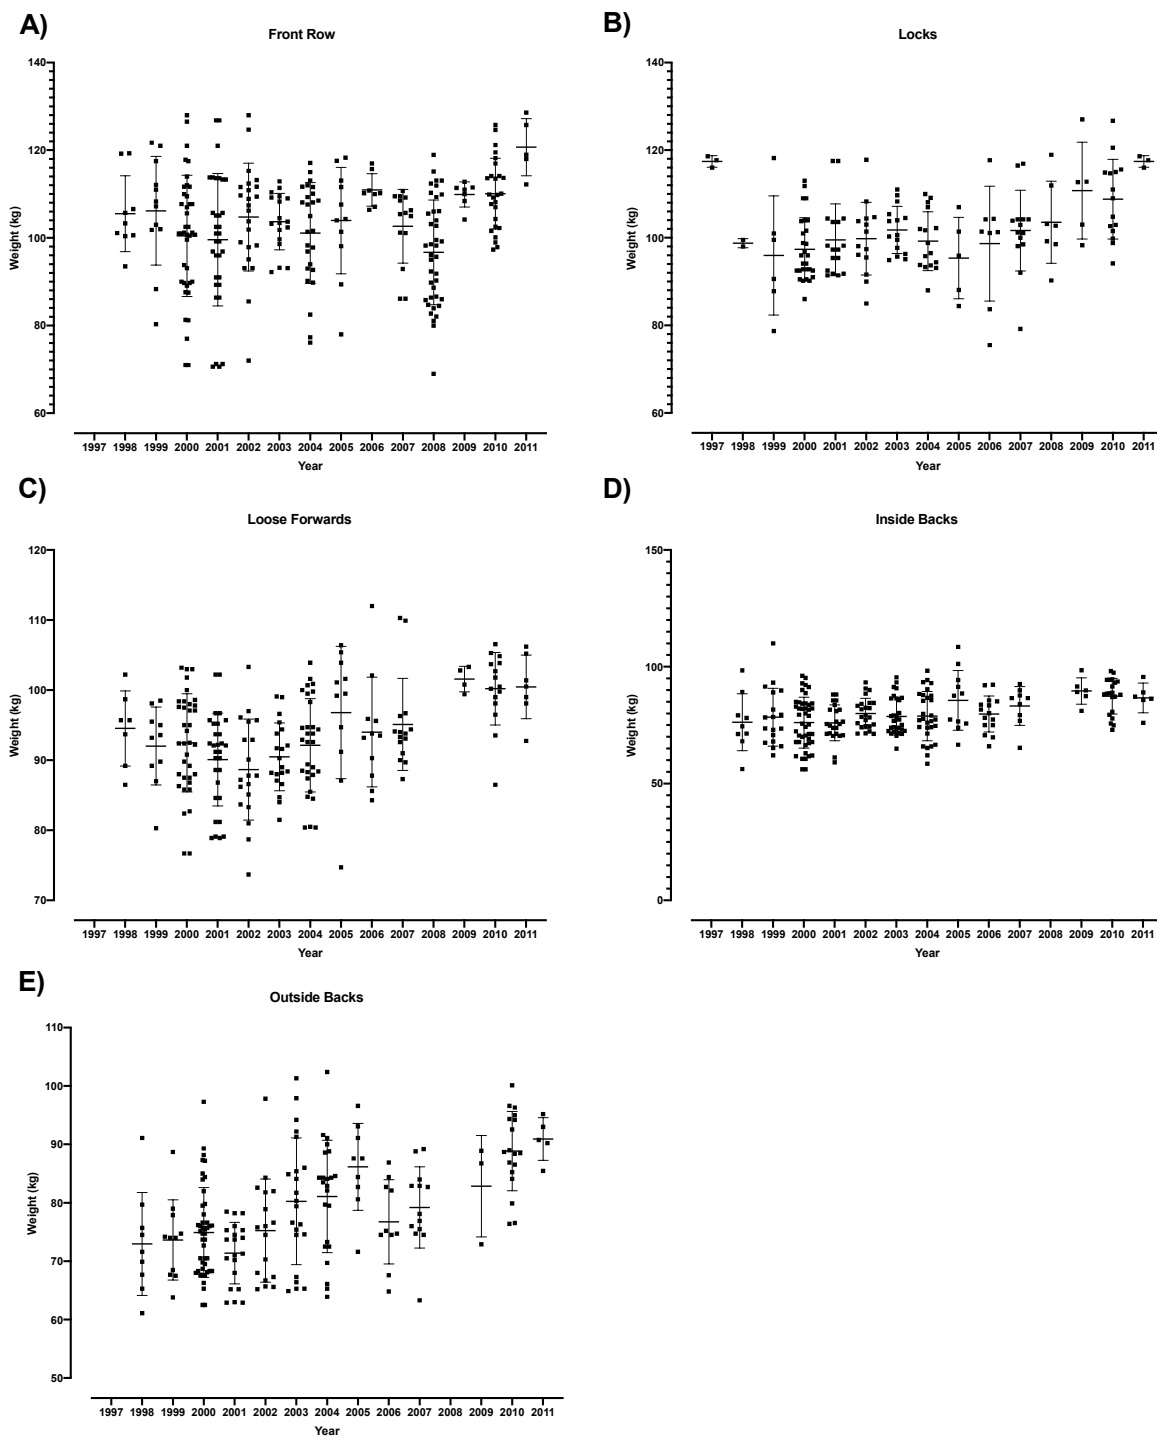 A)
Front Row
Weight (kg)
140
120
100
80
60
1997 1998 1999 2000 2001 2002 2003 2004 2005 2006 2007 2008 2009 2010 2011
Year
B)
Locks
Weight (kg)
140
120
100
80
60
1997 1998 1999 2000 2001 2002 2003 2004 2005 2006 2007 2008 2009 2010 2011
Year
C)
Loose Forwards
Weight (kg)
120
110
100
90
80
70
1997 1998 1999 2000 2001 2002 2003 2004 2005 2006 2007 2008 2009 2010 2011
Year
D)
Inside Backs
Weight (kg)
150
100
50
0
1997 1998 1999 2000 2001 2002 2003 2004 2005 2006 2007 2008 2009 2010 2011
Year
E)
Outside Backs
Weight (kg)
110
100
90
80
70
60
50
1997 1998 1999 2000 2001 2002 2003 2004 2005 2006 2007 2008 2009 2010 2011
Year